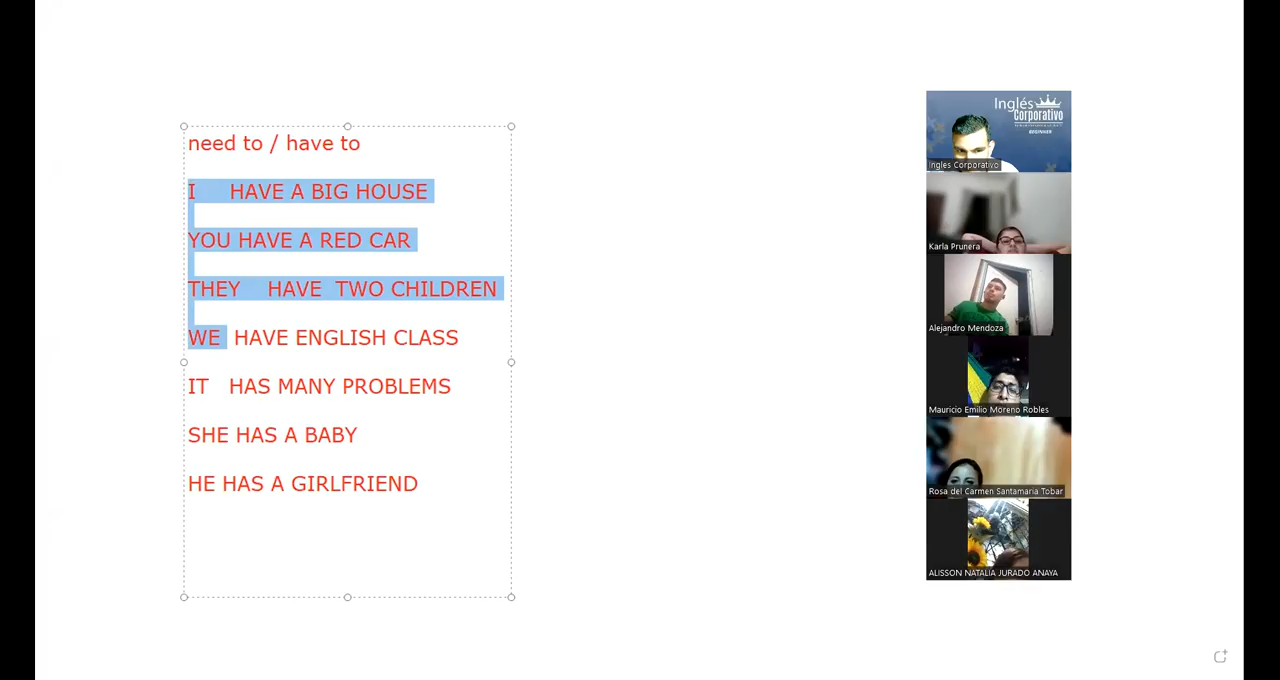 need to / have to
I HAVE A BIG HOUSE
YOU HAVE A RED CAR
THEY HAVE TWO CHILDREN
WE HAVE ENGLISH CLASS
IT HAS MANY PROBLEMS
SHE HAS A BABY
HE HAS A GIRLFRIEND
Inglés
Corporativo
BEGINNER
Ingles Corporativo
Karla Prunera
Alejandro Mendoza
Mauricio Emilio Moreno Robles
Rosa del Carmen Santamaria Tobar
ALISSON NATALIA JURADO ANAYA